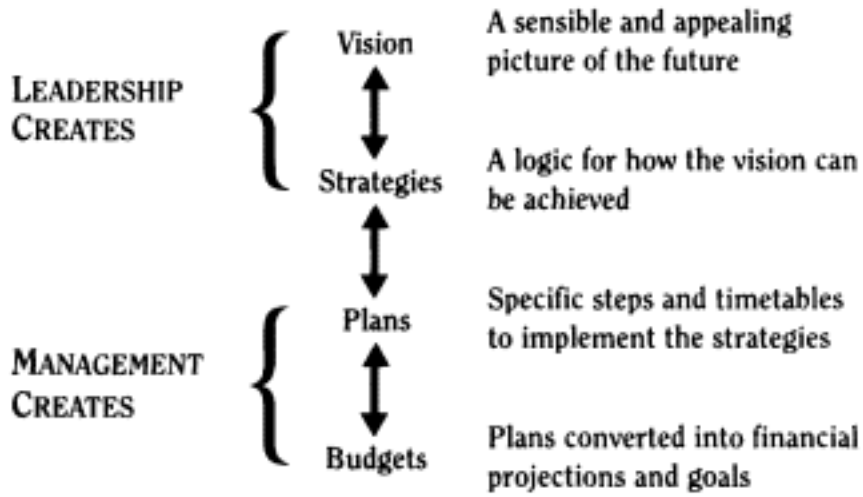 LEADERSHIP
CREATES
Vision
A sensible and appealing
picture of the future
Strategies
A logic for how the vision can
be achieved
MANAGEMENT
CREATES
Plans
Specific steps and timetables
to implement the strategies
Budgets
Plans converted into financial
projections and goals